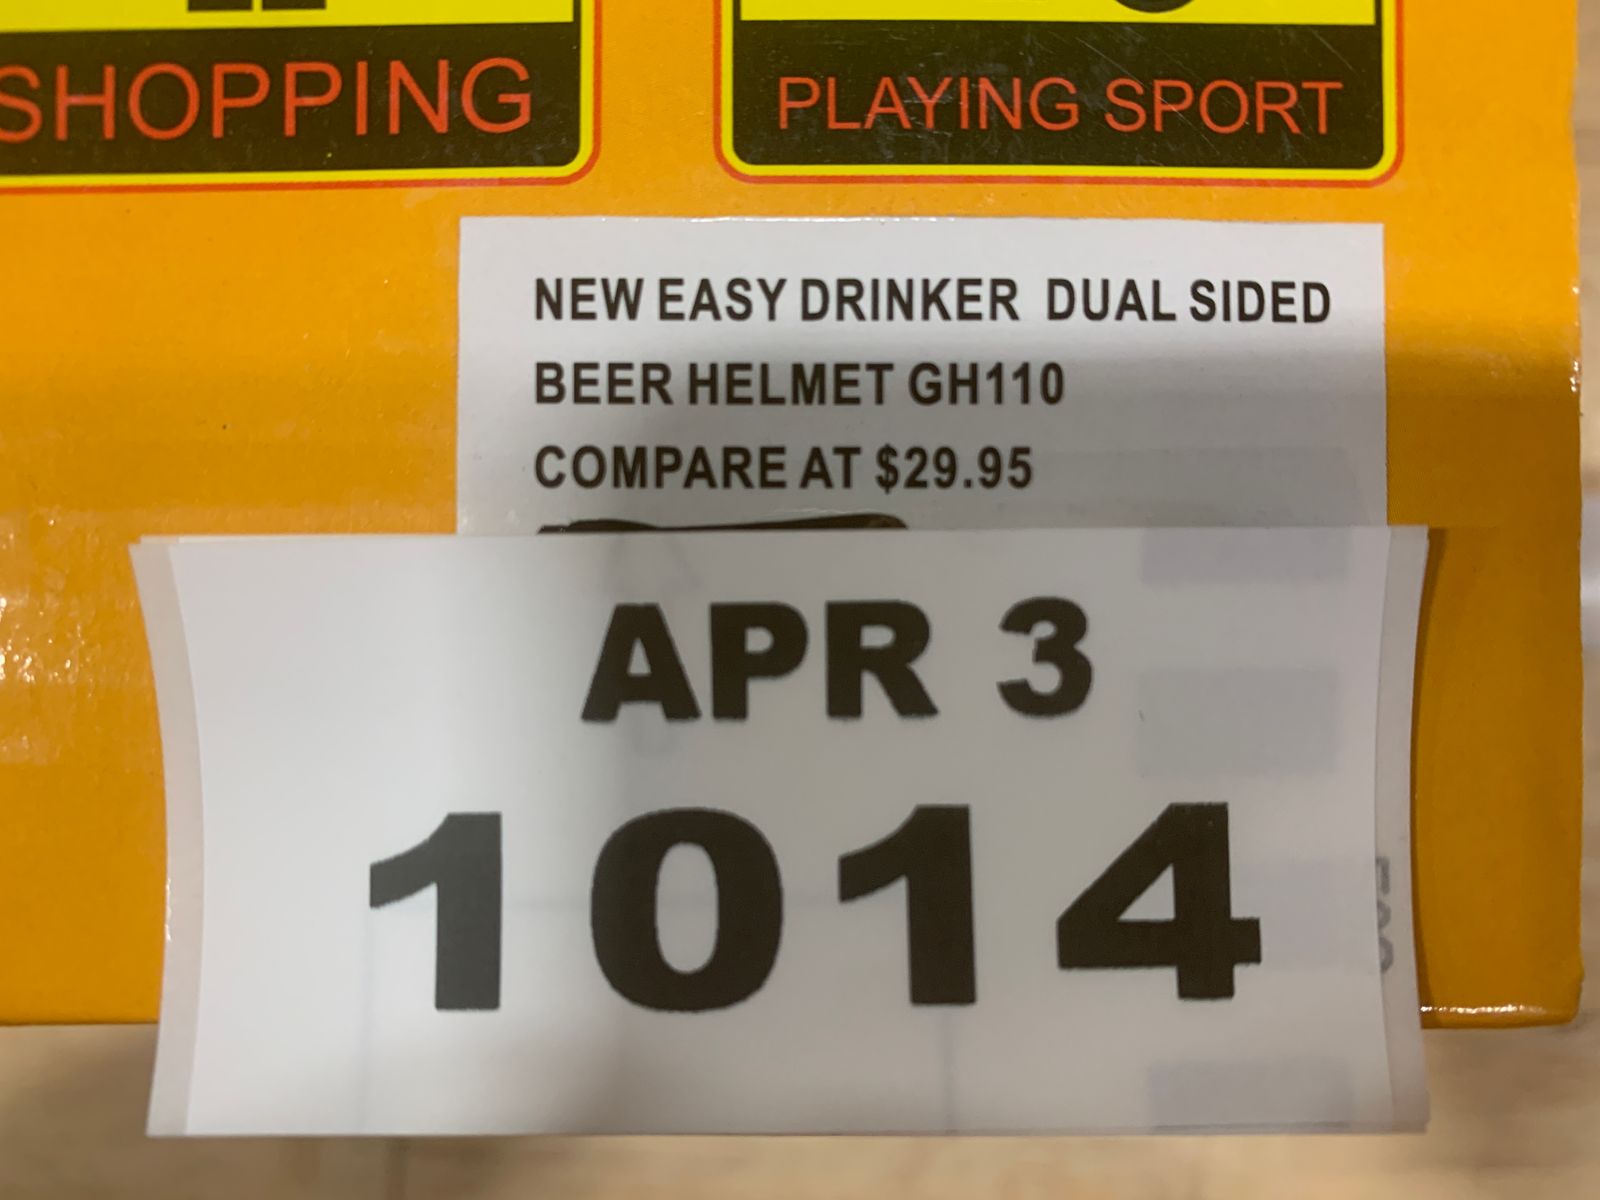 SHOPPING
PLAYING SPORT
NEW EASY DRINKER DUAL SIDED
BEER HELMET GH110
COMPARE AT $29.95
APR 3
1014